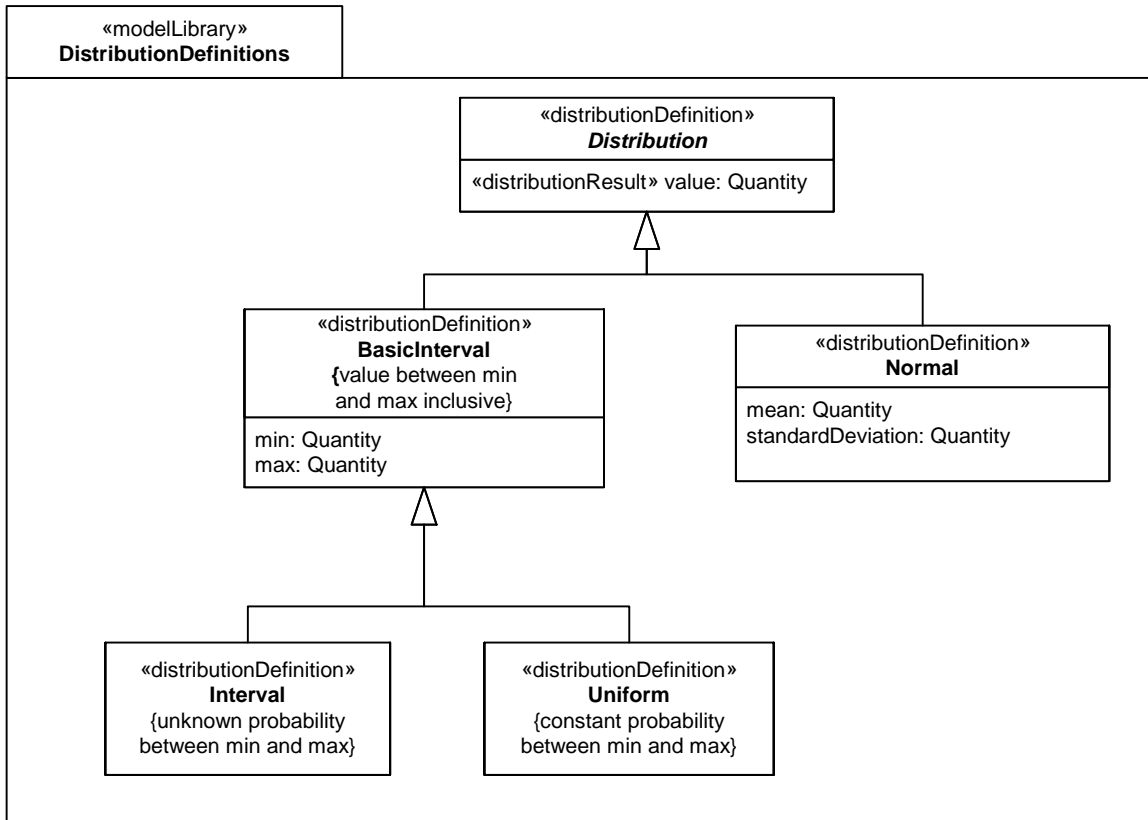 «modelLibrary»
DistributionDefinitions
«distributionDefinition»
Distribution
«distributionResult» value: Quantity
«distributionDefinition»
BasicInterval
{value between min
and max inclusive}
min: Quantity
max: Quantity
«distributionDefinition»
Normal
mean: Quantity
standardDeviation: Quantity
«distributionDefinition»
Interval
{unknown probability
between min and max}
«distributionDefinition»
Uniform
{constant probability
between min and max}